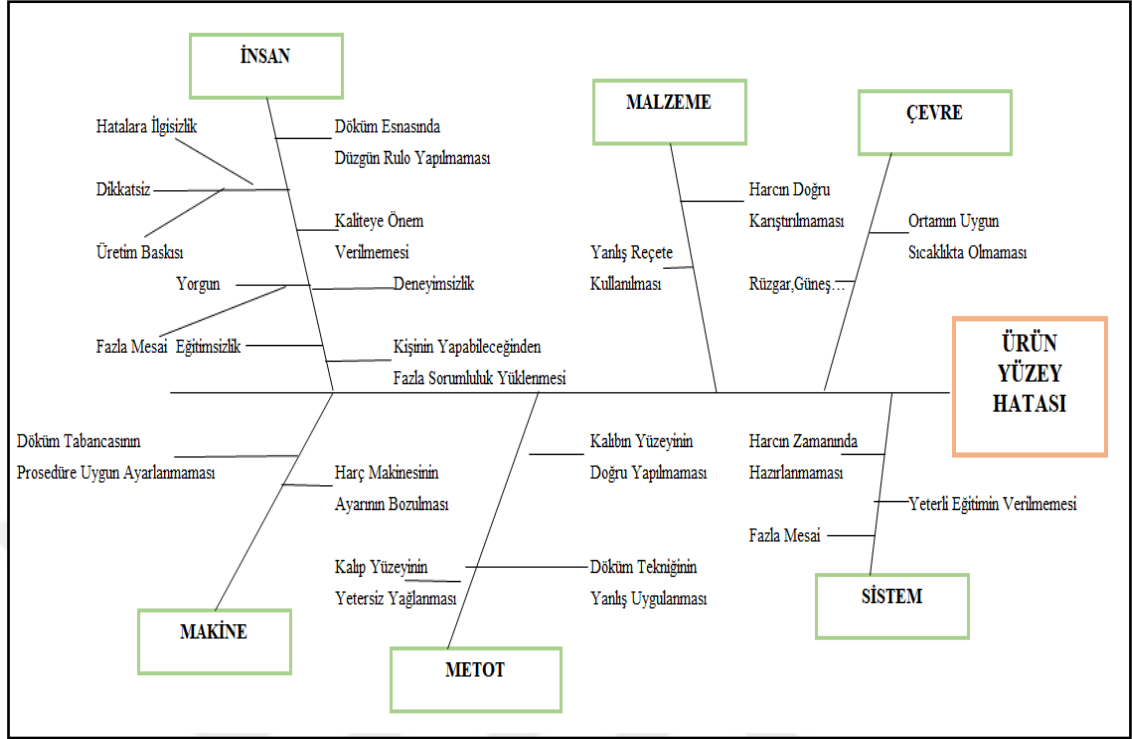 İNSAN
MALZEME
ÇEVRE
Hatalara İlgisizlik
Döküm Esnasında
Düzgün Rulo Yapılmaması
Dikkatsiz
Kaliteye Önem
Verilmemesi
Üretim Baskısı
Yorgun
Deneyimsizlik
Fazla Mesai
Eğitimsizlik
Kişinin Yapabileceğinden
Fazla Sorumluluk Yüklenmesi
Harcın Doğru
Karıştırılmaması
Yanlış Reçete
Kullanılması
Ortamın Uygun
Sıcaklıkta Olmaması
Rüzgar,Güneş…
ÜRÜN
YÜZEY
HATASI
Döküm Tabancasının
Prosedüre Uygun Ayarlanmaması
Harç Makinesinin
Ayarının Bozulması
Kalıbın Yüzeyinin
Doğru Yapılmaması
Kalıp Yüzeyinin
Yetersiz Yağlanması
Döküm Tekniğinin
Yanlış Uygulanması
Harcın Zamanında
Hazırlanmaması
Yeterli Eğitimin Verilmemesi
Fazla Mesai
MAKİNE
METOT
SİSTEM